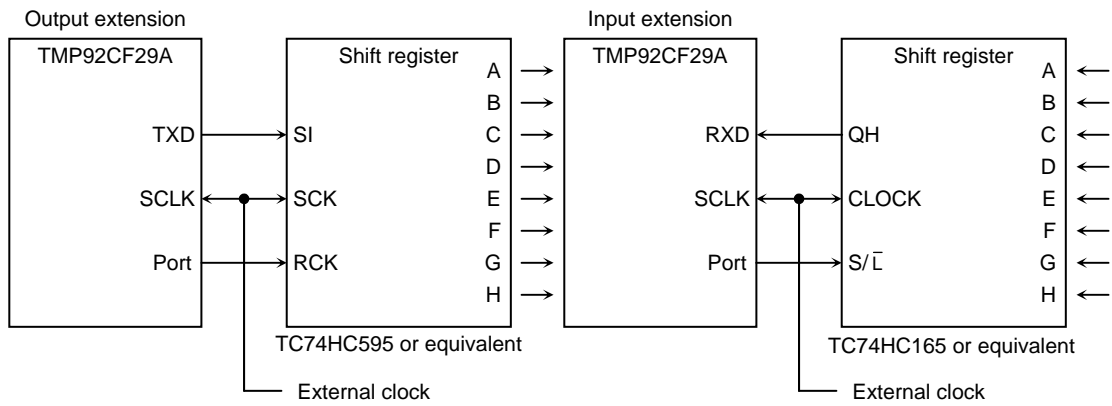 Output extension
TMP92CF29A
TXD
SCLK
Port
Shift register
SI
SCK
RCK
A
B
C
D
E
F
G
H
TC74HC595 or equivalent
External clock
Input extension
TMP92CF29A
RXD
SCLK
Port
Shift register
QH
CLOCK
S/L̅
A
B
C
D
E
F
G
H
TC74HC165 or equivalent
External clock